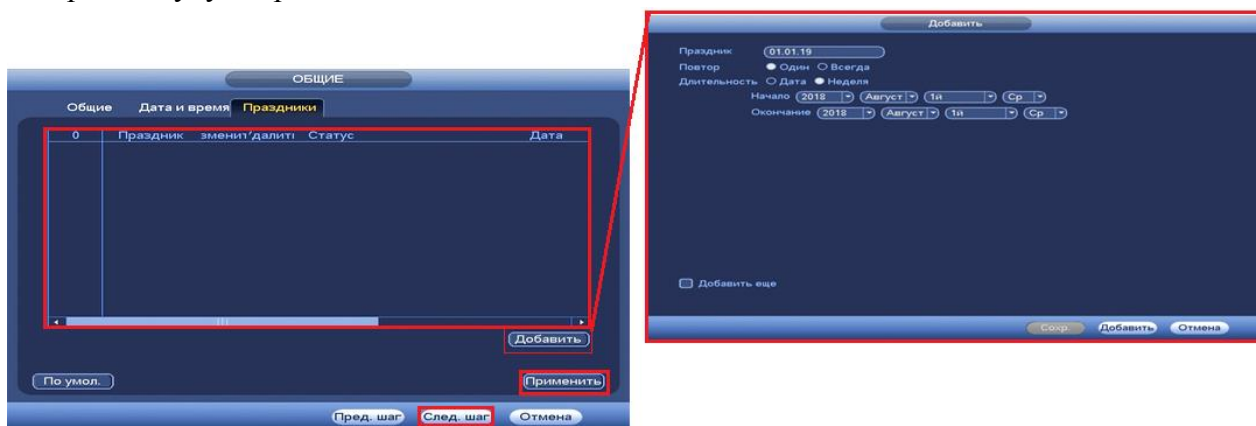 ОБЩИЕ
Общие Дата и время Праздники
0 Праздник зменит далитι Статус Дата
Добавить
По умол. Применить
Пред. шаг След. шаг Отмена
Добавить
Праздник 01.01.19
Повтор Один Всегда
Длительность Дата Неделя
Начало 2018 Август 1й Ср
Окончание 2018 Август 1й Ср
Добавить еще
Сохр. Добавить Отмена